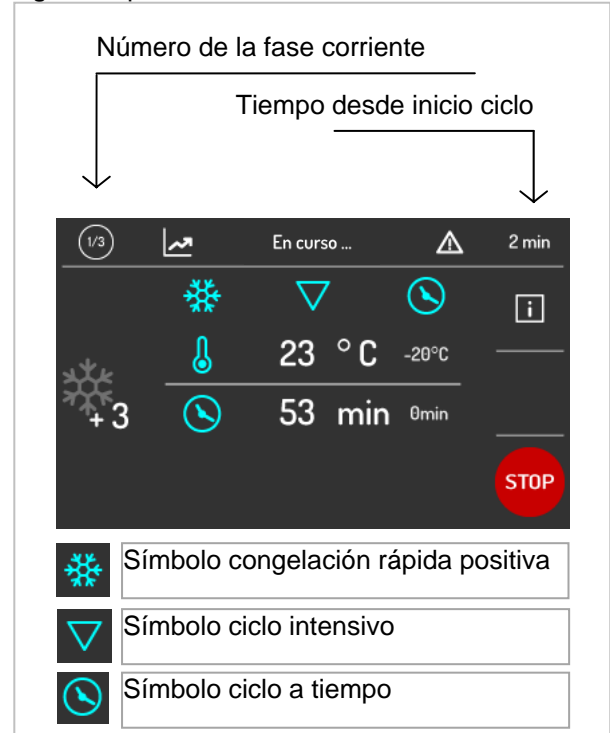 Número de la fase corriente
Tiempo desde inicio ciclo
1/3 En curso ... 2 min
23 °C -20°C
+3
53 min 0min
STOP
Símbolo congelación rápida positiva
Símbolo ciclo intensivo
Símbolo ciclo a tiempo